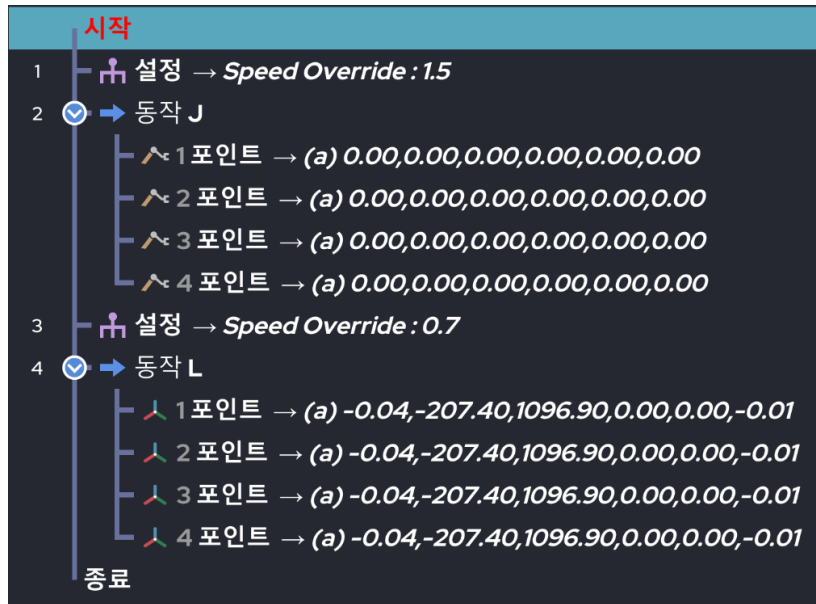 시작
1 설정 → Speed Override : 1.5
2 동작 J
1 포인트 → (a) 0.00,0.00,0.00,0.00,0.00,0.00
2 포인트 → (a) 0.00,0.00,0.00,0.00,0.00,0.00
3 포인트 → (a) 0.00,0.00,0.00,0.00,0.00,0.00
4 포인트 → (a) 0.00,0.00,0.00,0.00,0.00,0.00
3 설정 → Speed Override : 0.7
4 동작 L
1 포인트 → (a) -0.04,-207.40,1096.90,0.00,0.00,-0.01
2 포인트 → (a) -0.04,-207.40,1096.90,0.00,0.00,-0.01
3 포인트 → (a) -0.04,-207.40,1096.90,0.00,0.00,-0.01
4 포인트 → (a) -0.04,-207.40,1096.90,0.00,0.00,-0.01
종료